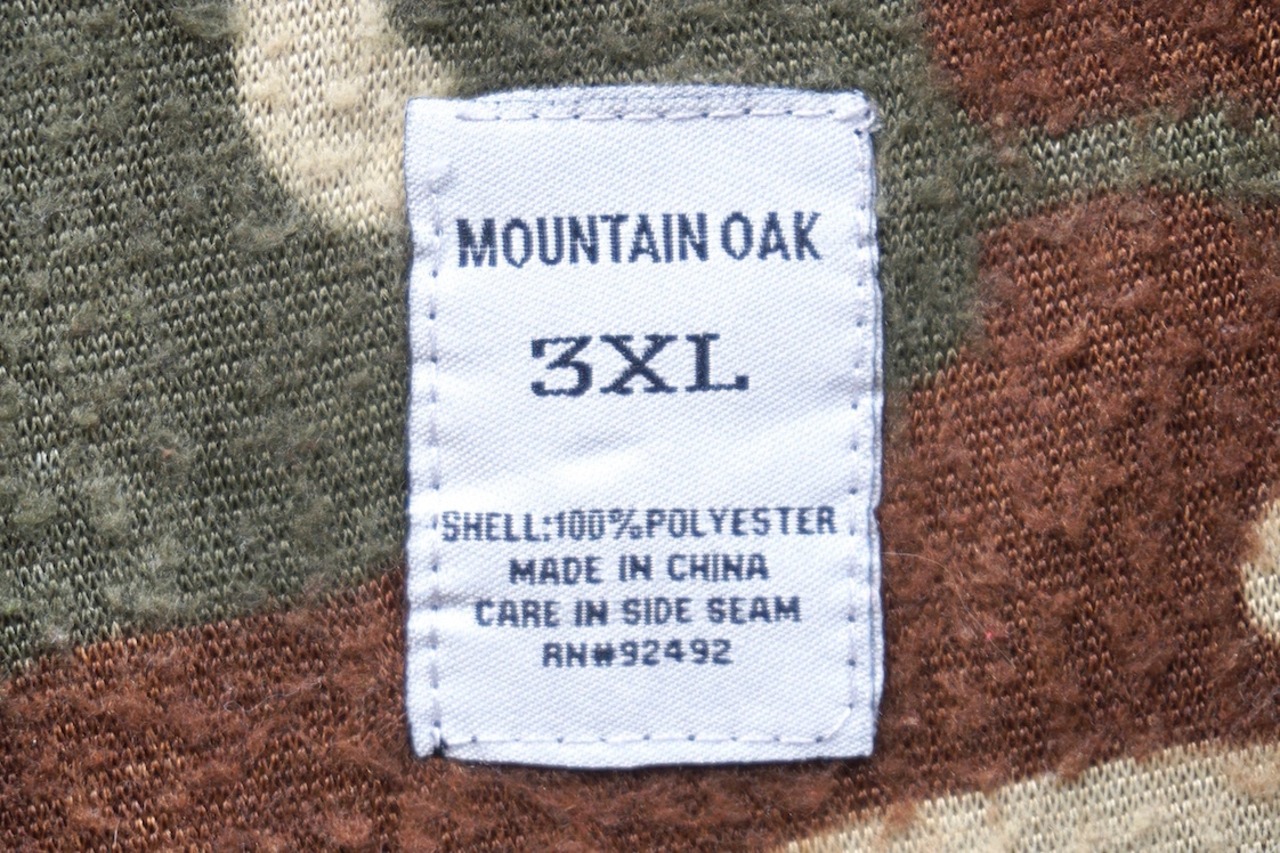 MOUNTAIN OAK
3XL
SHELL:100%POLYESTER
MADE IN CHINA
CARE IN SIDE SEAM
RN#92492